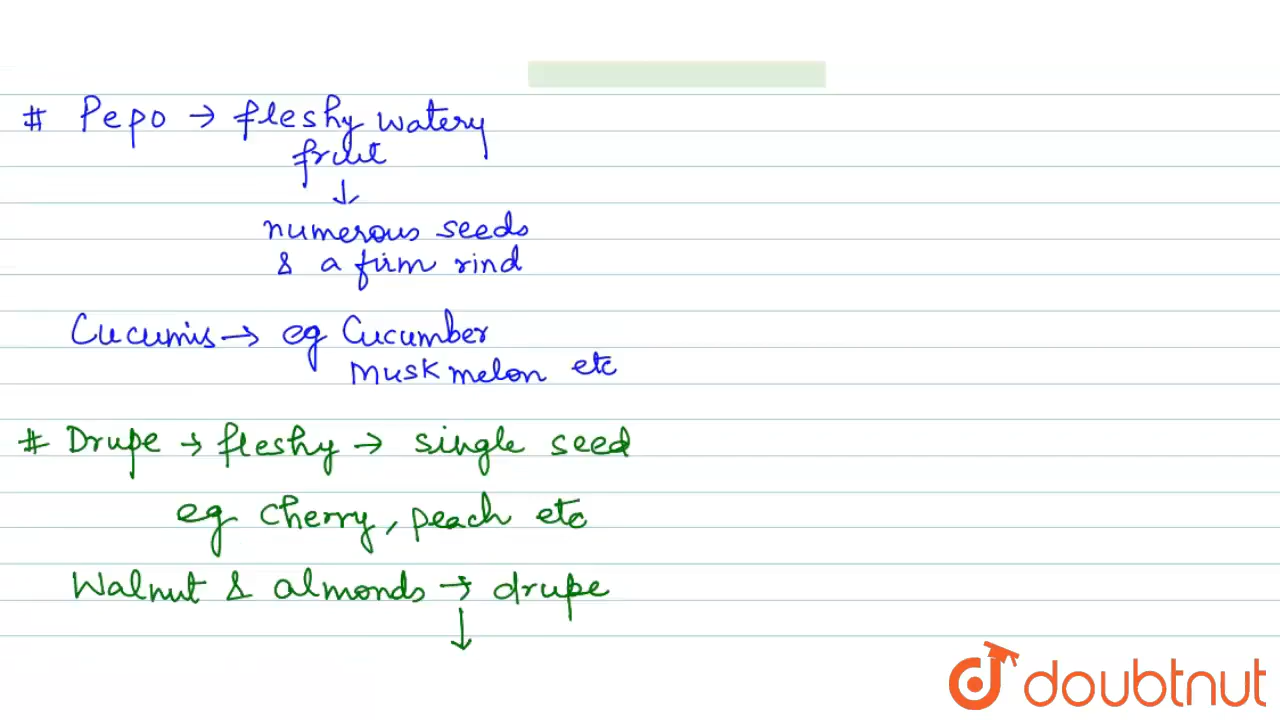 # Pepo → fleshy watery
fruit
↓
numerous seeds
& a firm rind
Cucumis → eg Cucumber
Musk melon etc
# Drupe → fleshy → single seed
eg Cherry, peach etc
Walnut & almonds → drupe
↓
doubtnut